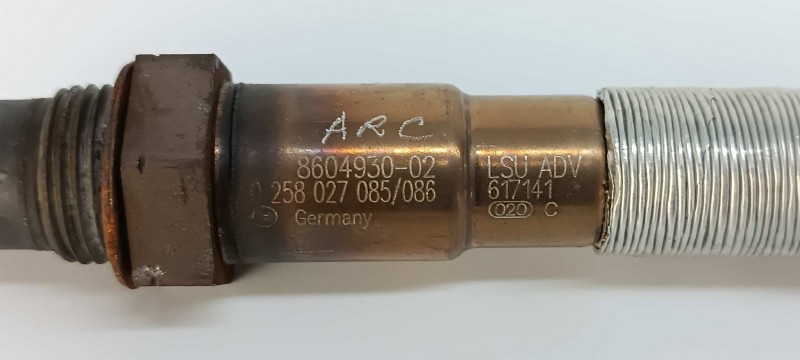 ARC
8604930-02
0 258 027 085/086
Germany
LSU ADV
617141
020 C